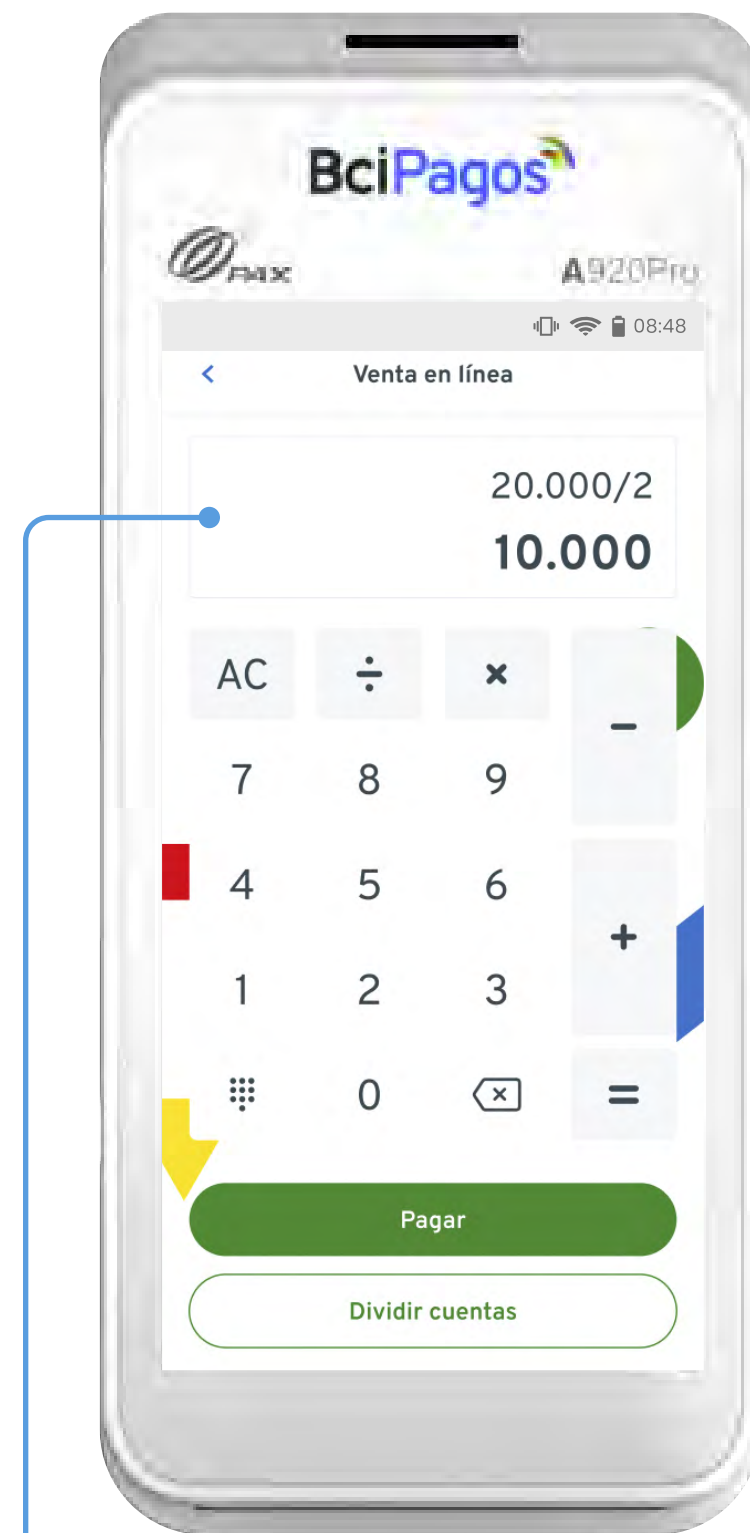 BciPagos
PAX
A920Pro
08:48
Venta en línea
20.000/2
10.000
AC ÷ × −
7 8 9
4 5 6
+
1 2 3
0 =
Pagar
Dividir cuentas